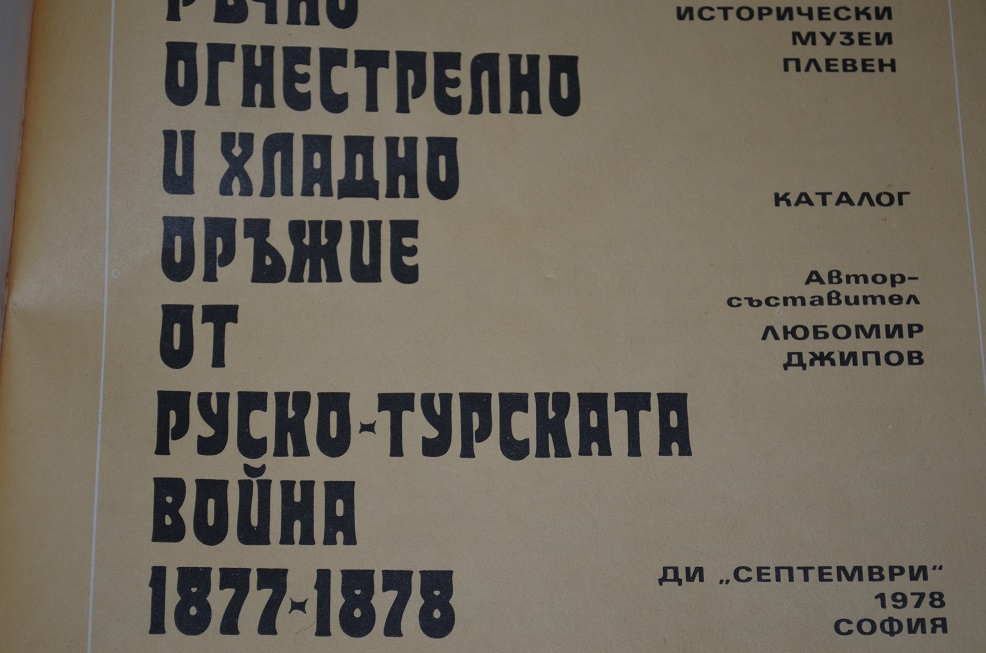 РЪЧНО
ОГНЕСТРЕЛНО
И ХЛАДНО
ОРЪЖИЕ
ОТ
РУСКО-ТУРСКАТА
ВОЙНА
1877-1878
ИСТОРИЧЕСКИ
МУЗЕИ
ПЛЕВЕН
КАТАЛОГ
Автор-
съставител
ЛЮБОМИР
ДЖИПОВ
ДИ „СЕПТЕМВРИ"
1978
СОФИЯ